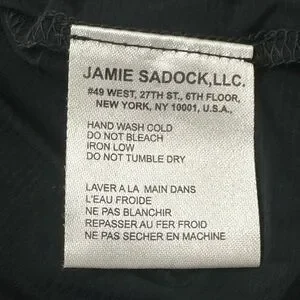 JAMIE SADOCK,LLC.
#49 WEST, 27TH ST., 6TH FLOOR,
NEW YORK, NY 10001, U.S.A.,
HAND WASH COLD
DO NOT BLEACH
IRON LOW
DO NOT TUMBLE DRY
LAVER A LA MAIN DANS
L'EAU FROIDE
NE PAS BLANCHIR
REPASSER AU FER FROID
NE PAS SECHER EN MACHINE